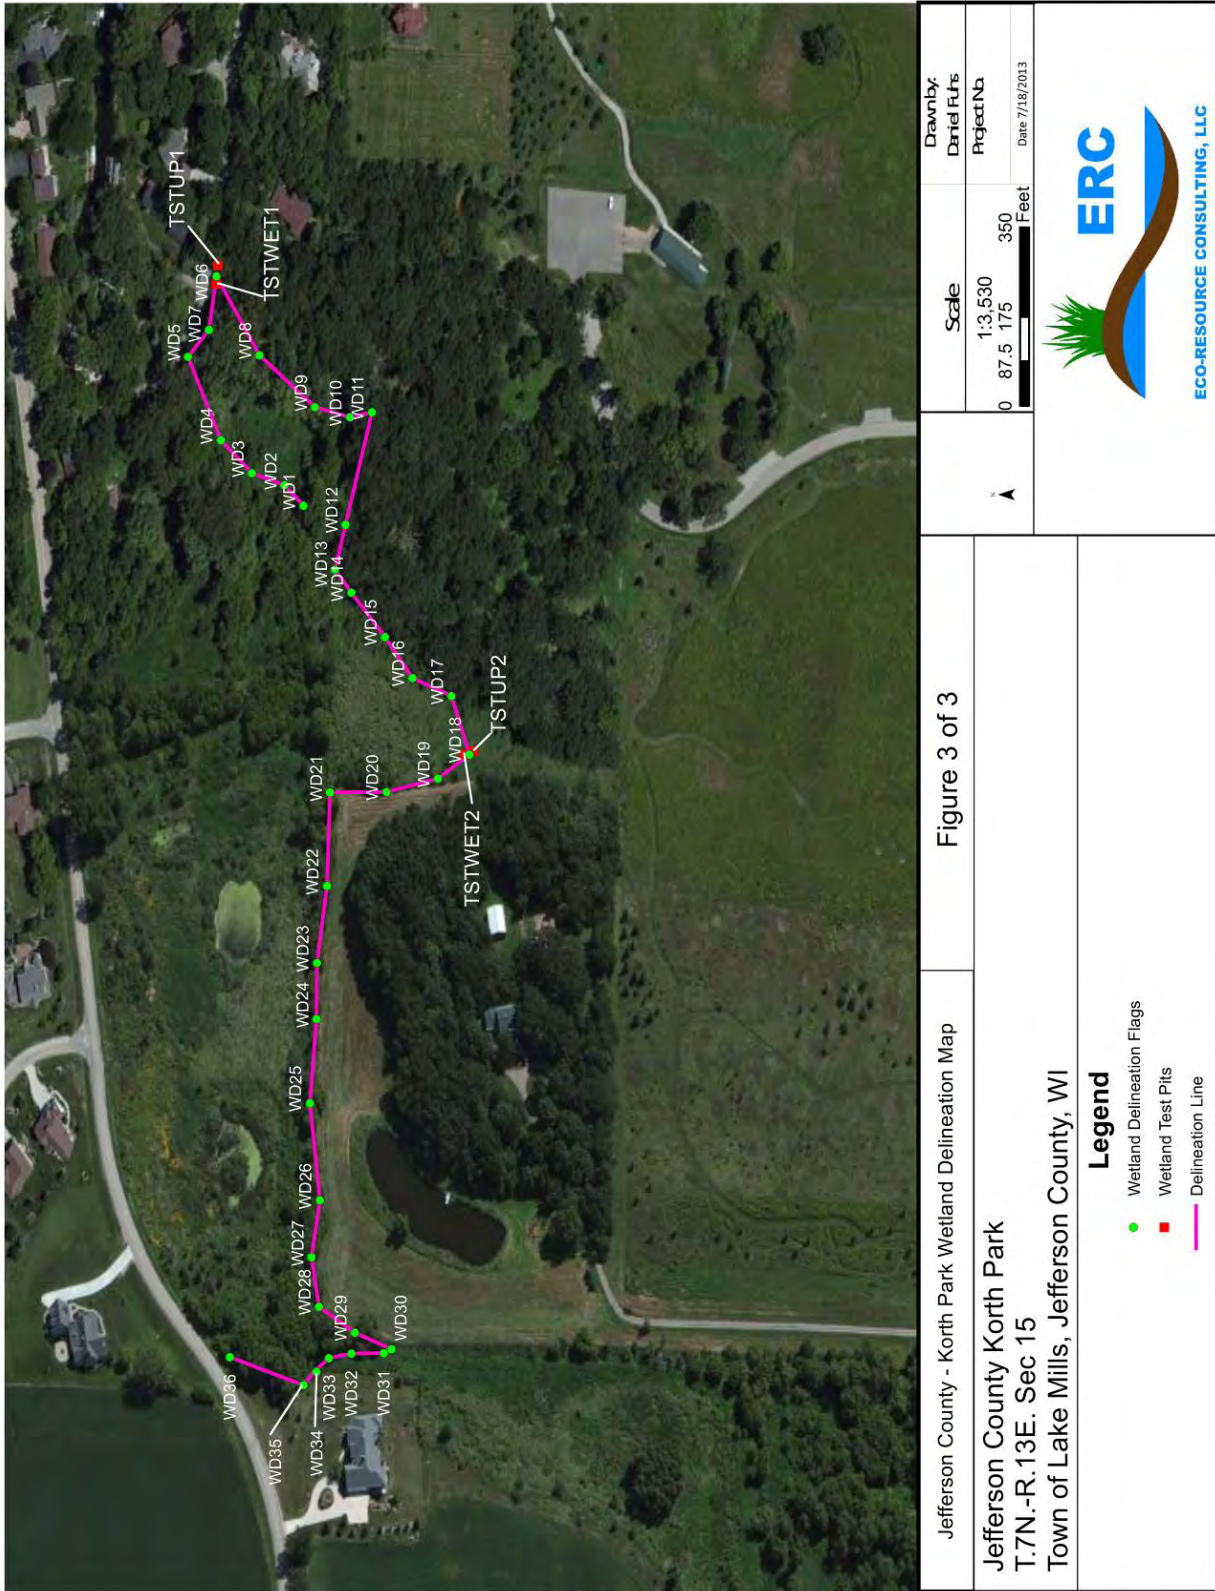 TSTUP1
WD6
TSTWET1
WD7
WD5
WD8
WD4
WD9
WD10
WD11
WD3
WD2
WD1
WD12
WD13
WD14
WD15
WD16
WD17
TSTUP2
WD18
WD19
WD20
WD21
TSTWET2
WD22
WD23
WD24
WD25
WD26
WD27
WD28
WD29
WD30
WD31
WD32
WD33
WD34
WD35
WD36
Jefferson County - Korth Park Wetland Delineation Map
Figure 3 of 3
Jefferson County Korth Park
T.7N.-R.13E. Sec 15
Town of Lake Mills, Jefferson County, WI
Legend
Wetland Delineation Flags
Wetland Test Pits
Delineation Line
N
Scale
1:3,530
0 87.5 175 350
Feet
Drawn by:
Daniel Fuhs
Project No.
Date 7/18/2013
ERC
ECO-RESOURCE CONSULTING, LLC